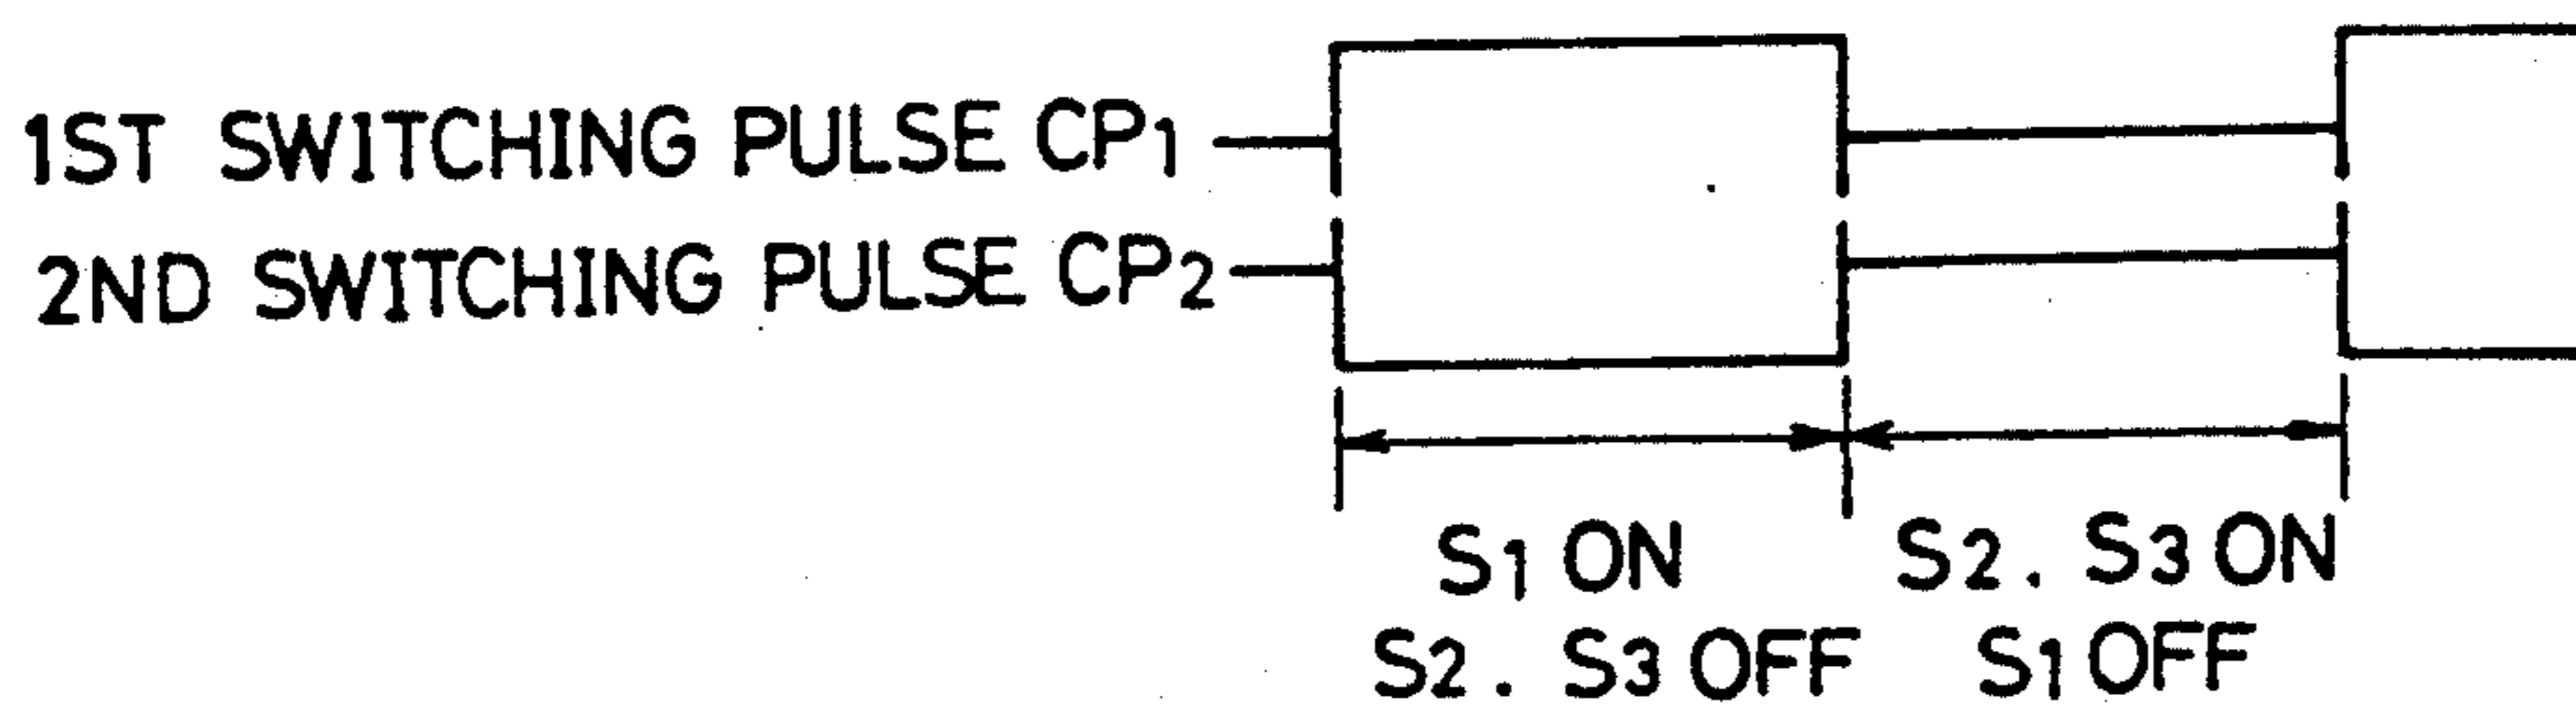 1ST SWITCHING PULSE CP1
2ND SWITCHING PULSE CP2
S1 ON
S2. S3 ON
S2. S3 OFF
S1 OFF